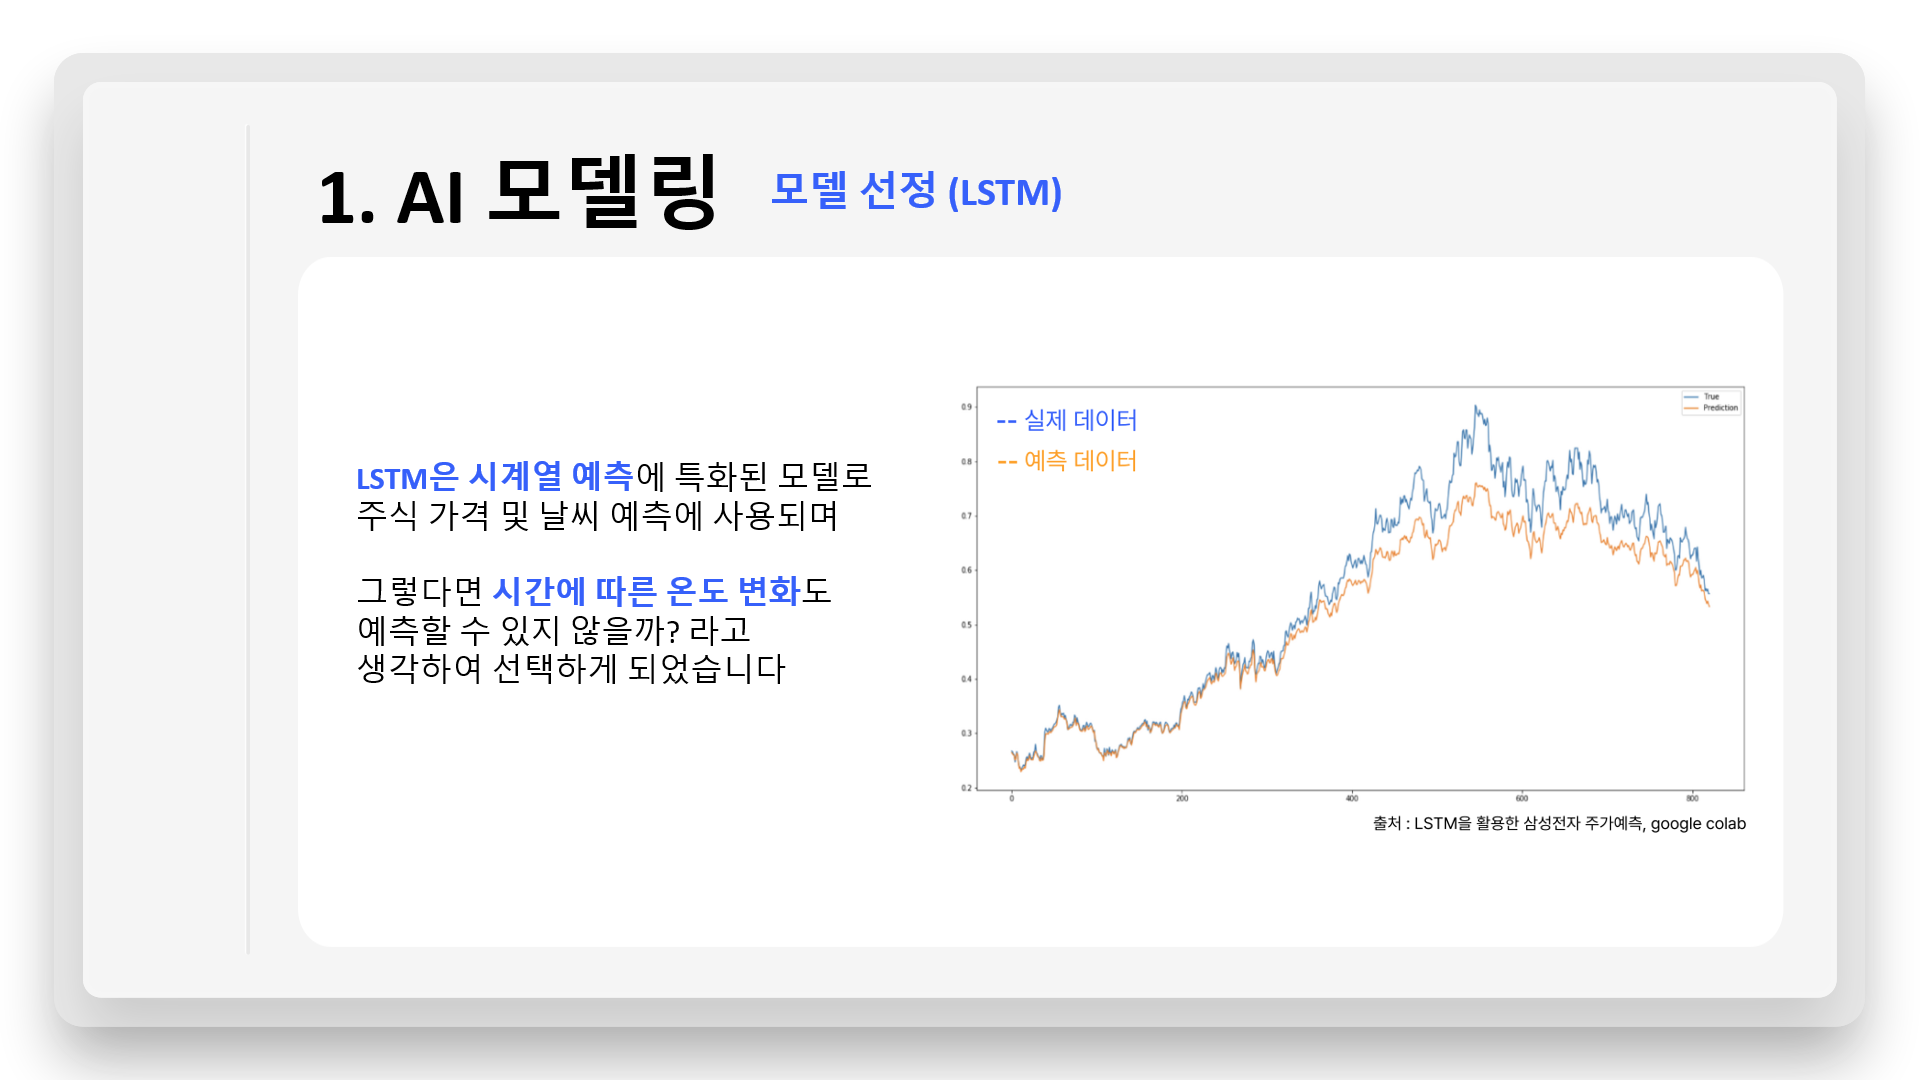 1. AI 모델링
모델 선정 (LSTM)
LSTM은 시계열 예측에 특화된 모델로
주식 가격 및 날씨 예측에 사용되며
그렇다면 시간에 따른 온도 변화도
예측할 수 있지 않을까? 라고
생각하여 선택하게 되었습니다
-- 실제 데이터
-- 예측 데이터
True
Prediction
0.9
0.8
0.7
0.6
0.5
0.4
0.3
0.2
0 200 400 600 800
출처 : LSTM을 활용한 삼성전자 주가예측, google colab